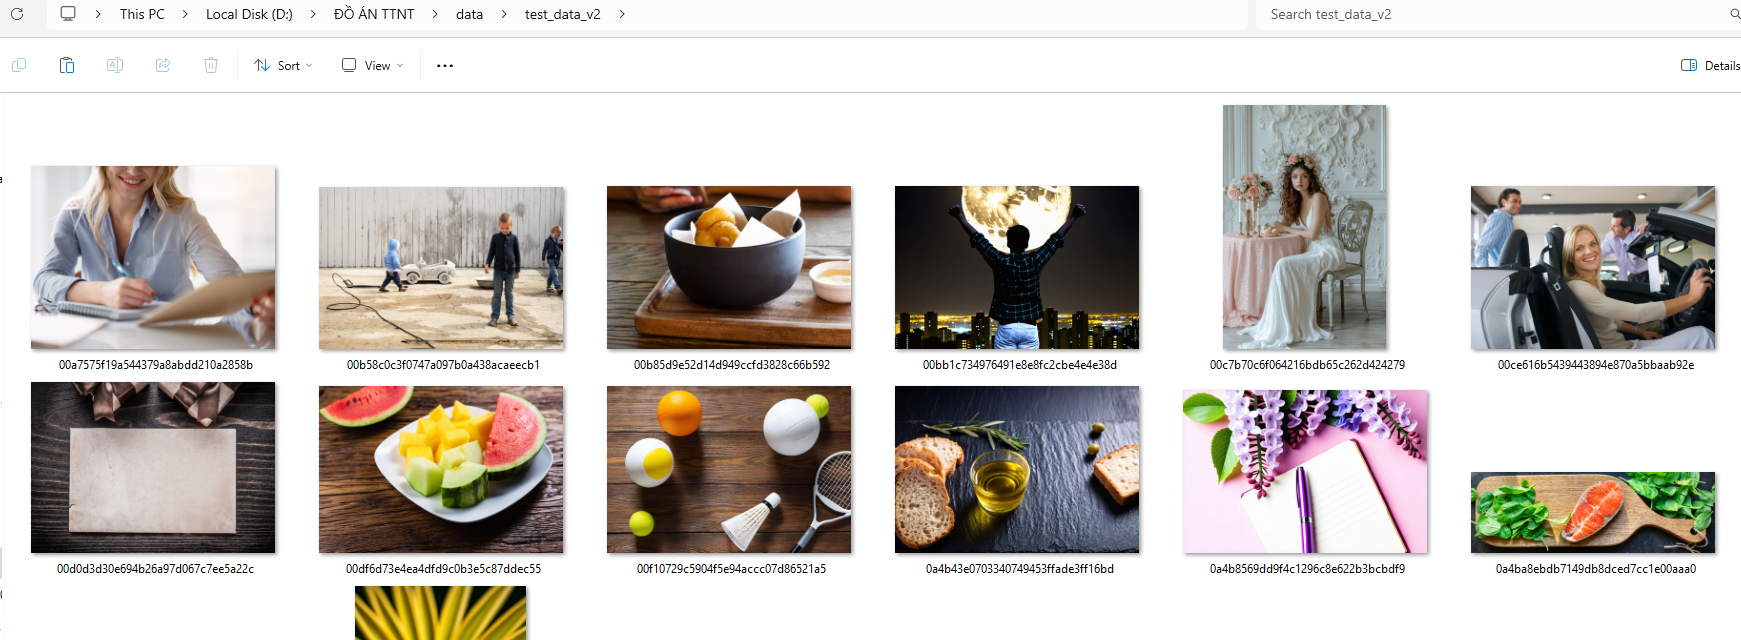 This PC > Local Disk (D:) > ĐỒ ÁN TTNT > data > test_data_v2 >
Search test_data_v2
Sort
View
Details
00a7575f19a544379a8abdd210a2858b
00b58c0c3f0747a097b0a438acaeecb1
00b85d9e52d14d949ccfd3828c66b592
00bb1c734976491e8e8fc2cbe4e4e38d
00c7b70c6f064216bdb65c262d424279
00ce616b5439443894e870a5bbaab92e
00d0d3d30e694b26a97d067c7ee5a22c
00df6d73e4ea4dfd9c0b3e5c87ddec55
00f10729c5904f5e94accc07d86521a5
0a4b43e0703340749453ffade3ff16bd
0a4b8569dd9f4c1296c8e622b3bcbdf9
0a4ba8ebdb7149db8dced7cc1e00aaa0